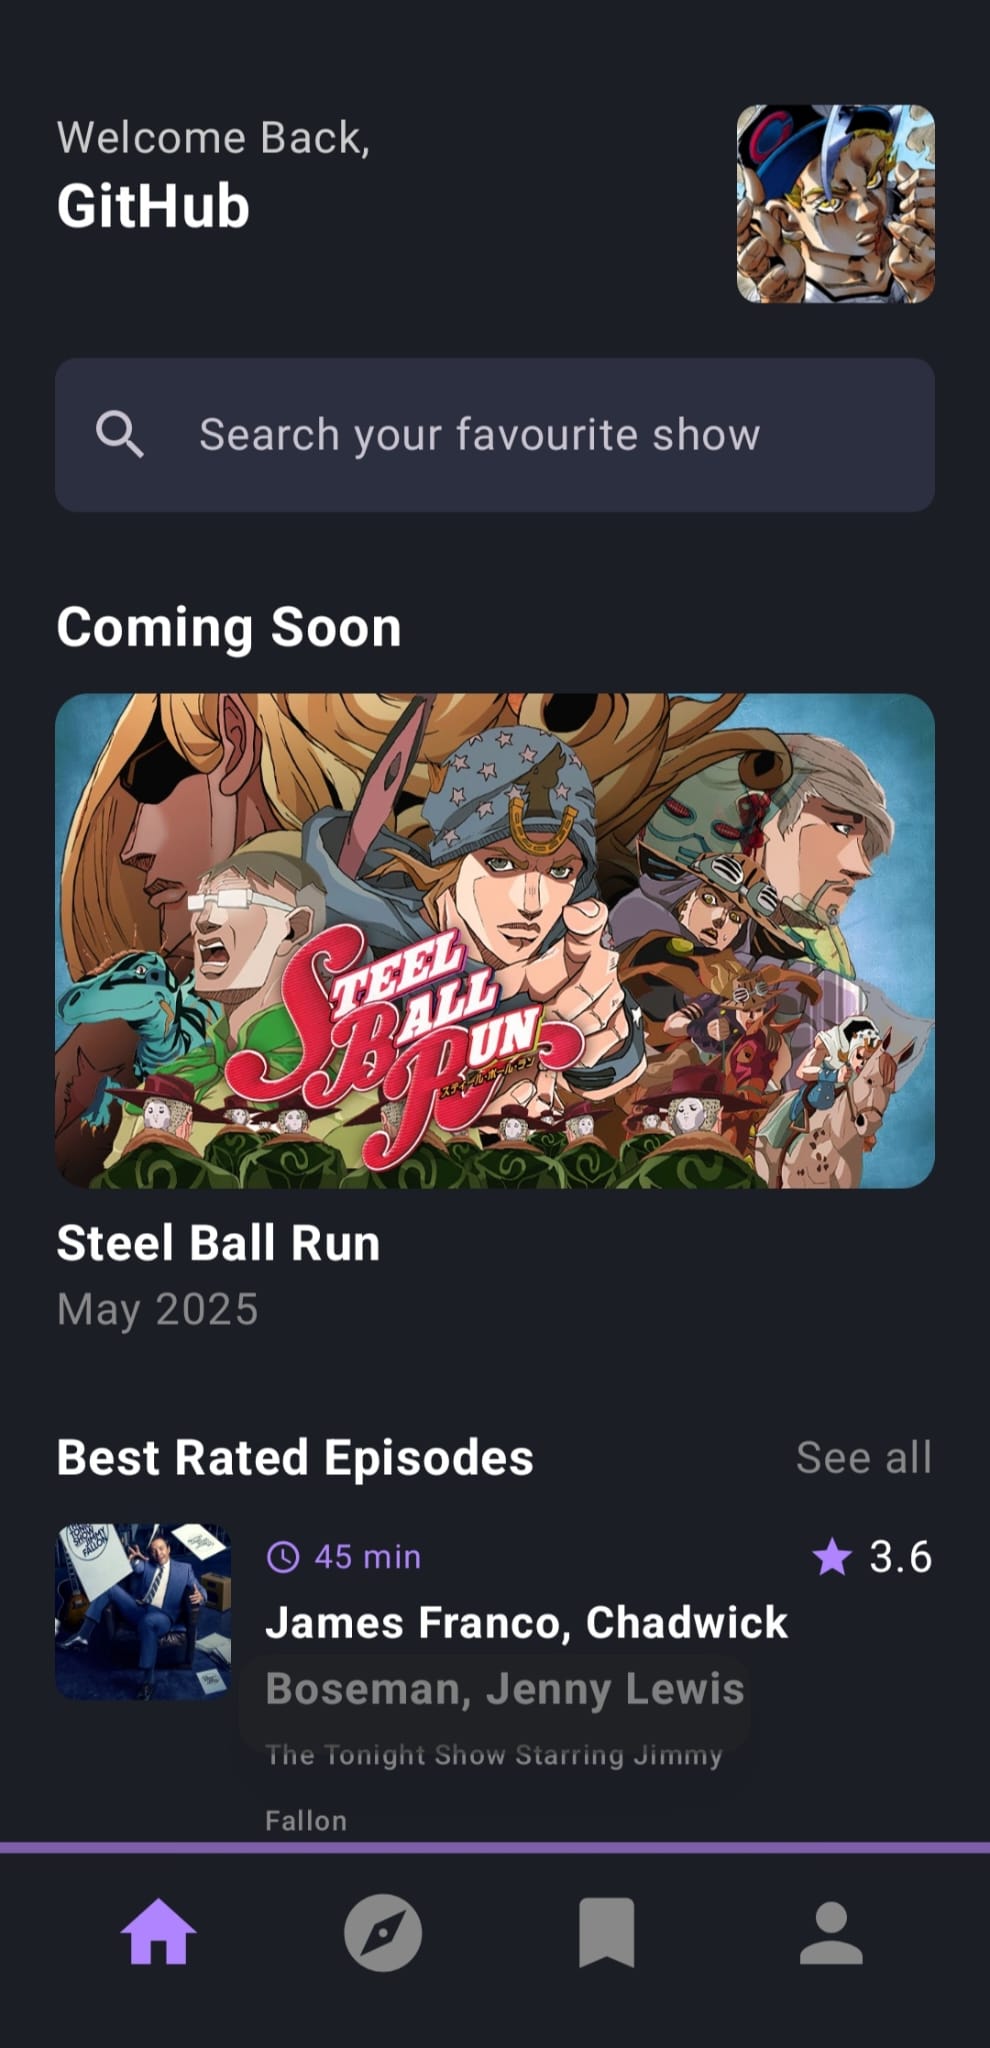 Welcome Back,
GitHub
Search your favourite show
Coming Soon
STEEL
BALL
RUN
スティール・ボール・ラン
Steel Ball Run
May 2025
Best Rated Episodes
See all
45 min
3.6
James Franco, Chadwick
Boseman, Jenny Lewis
The Tonight Show Starring Jimmy
Fallon